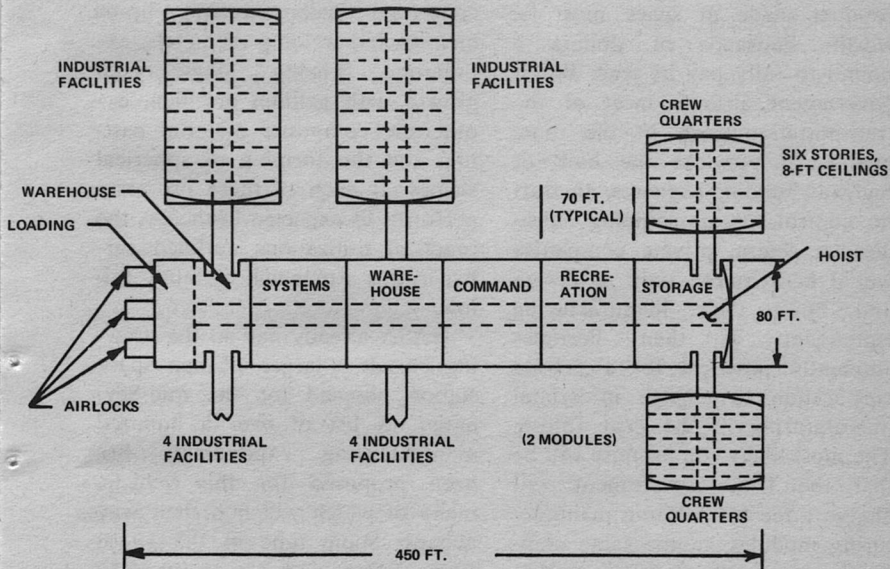 INDUSTRIAL
FACILITIES
INDUSTRIAL
FACILITIES
CREW
QUARTERS
SIX STORIES,
8-FT CEILINGS
WAREHOUSE
70 FT.
(TYPICAL)
LOADING
HOIST
SYSTEMS
WARE-
HOUSE
COMMAND
RECRE-
ATION
STORAGE
80 FT.
AIRLOCKS
4 INDUSTRIAL
FACILITIES
4 INDUSTRIAL
FACILITIES
(2 MODULES)
CREW
QUARTERS
450 FT.